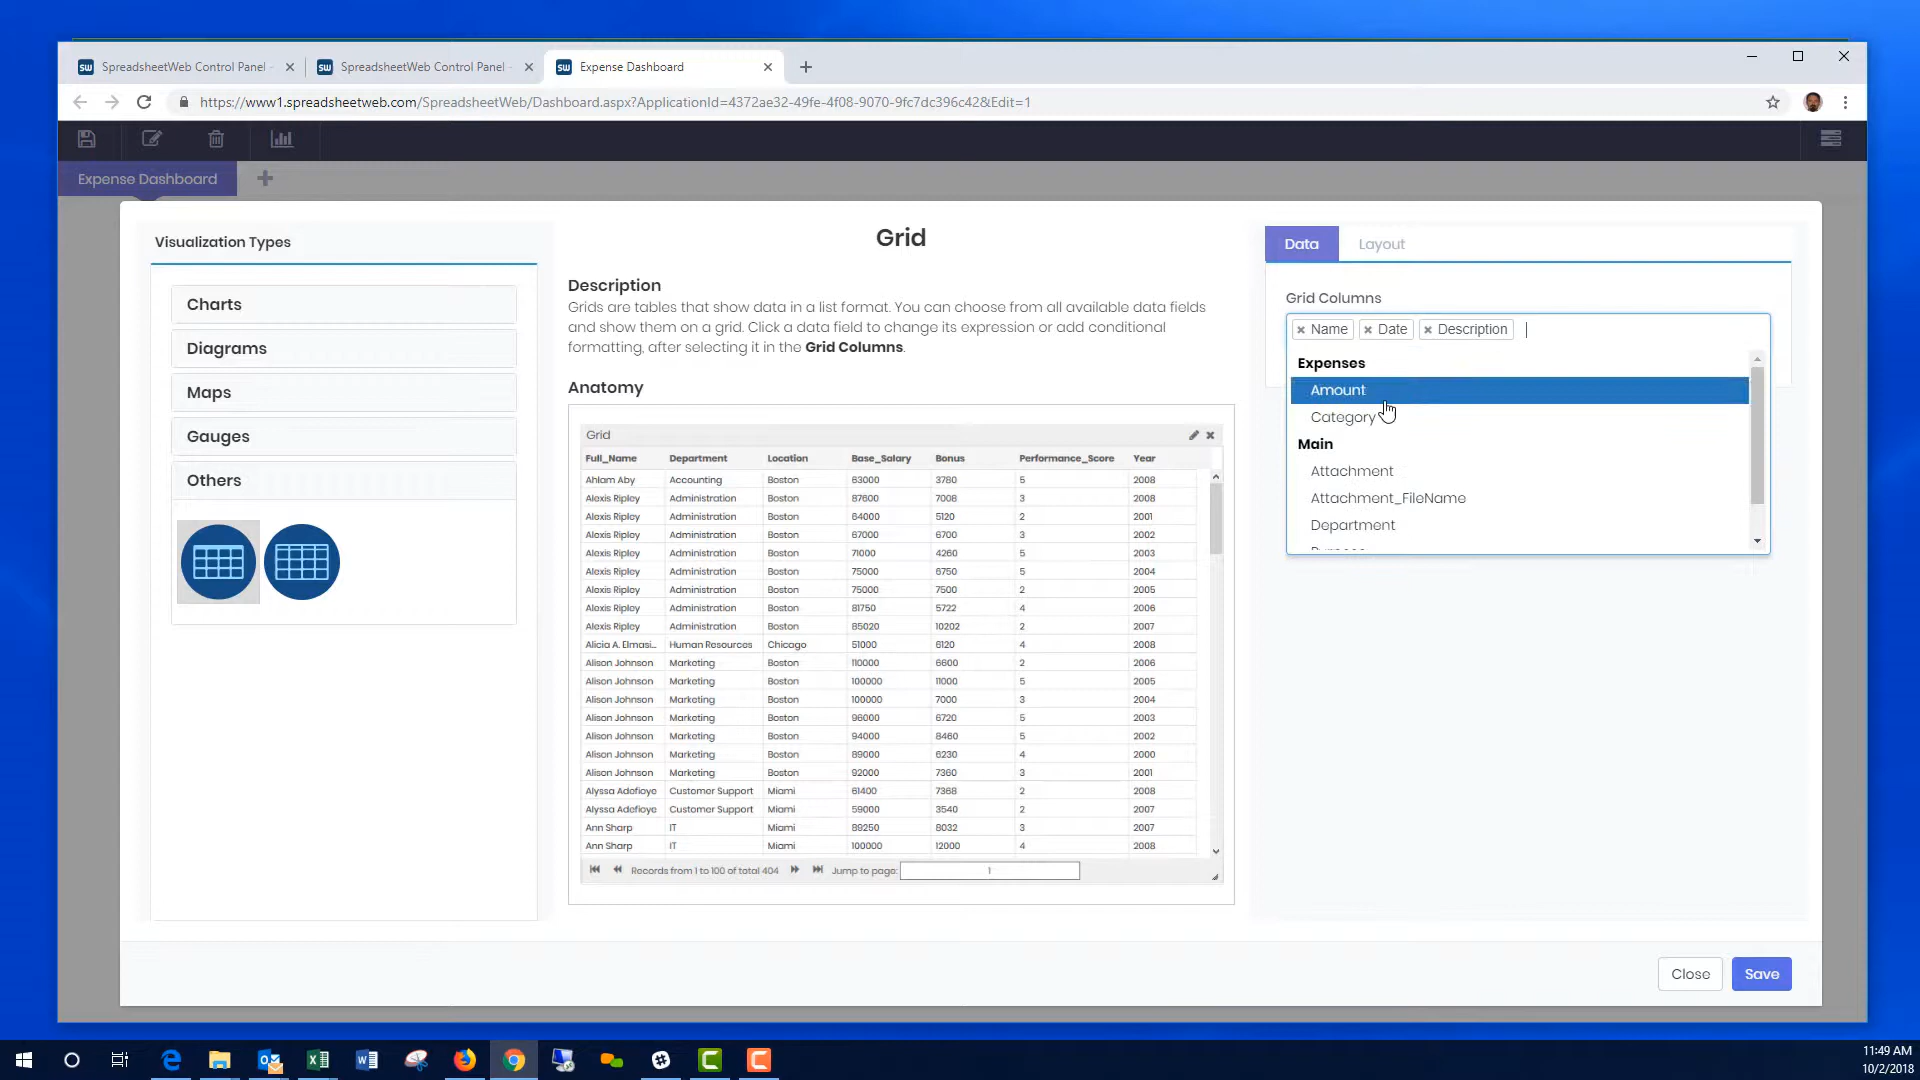 SpreadsheetWeb Control Panel -
SpreadsheetWeb Control Panel -
Expense Dashboard
https://www1.spreadsheetweb.com/SpreadsheetWeb/Dashboard.aspx?ApplicationId=4372ae32-49fe-4f08-9070-9fc7dc396c42&Edit=1
Expense Dashboard
Visualization Types
Charts
Diagrams
Maps
Gauges
Others
Grid
Description
Grids are tables that show data in a list format. You can choose from all available data fields
and show them on a grid. Click a data field to change its expression or add conditional
formatting, after selecting it in the Grid Columns.
Anatomy
Grid
Full_Name Department Location Base_Salary Bonus Performance_Score Year
Ahlam Aby Accounting Boston 63000 3780 5 2008
Alexis Ripley Administration Boston 87600 7008 3 2008
Alexis Ripley Administration Boston 64000 5120 2 2001
Alexis Ripley Administration Boston 67000 6700 3 2002
Alexis Ripley Administration Boston 71000 4260 5 2003
Alexis Ripley Administration Boston 75000 6750 5 2004
Alexis Ripley Administration Boston 75000 7500 2 2005
Alexis Ripley Administration Boston 81750 5722 4 2006
Alexis Ripley Administration Boston 85020 10202 2 2007
Alicia A. Elmasi... Human Resources Chicago 51000 6120 4 2008
Alison Johnson Marketing Boston 110000 6600 2 2006
Alison Johnson Marketing Boston 100000 11000 5 2005
Alison Johnson Marketing Boston 100000 7000 3 2004
Alison Johnson Marketing Boston 96000 6720 5 2003
Alison Johnson Marketing Boston 94000 8460 5 2002
Alison Johnson Marketing Boston 89000 6230 4 2000
Alison Johnson Marketing Boston 92000 7360 3 2001
Alyssa Adefioye Customer Support Miami 61400 7368 2 2008
Alyssa Adefioye Customer Support Miami 59000 3540 2 2007
Ann Sharp IT Miami 89250 8032 3 2007
Ann Sharp IT Miami 100000 12000 4 2008
Records from 1 to 100 of total 404 Jump to page: 1
Data Layout
Grid Columns
Name Date Description
Expenses
Amount
Category
Main
Attachment
Attachment_FileName
Department
Close Save
11:49 AM
10/2/2018